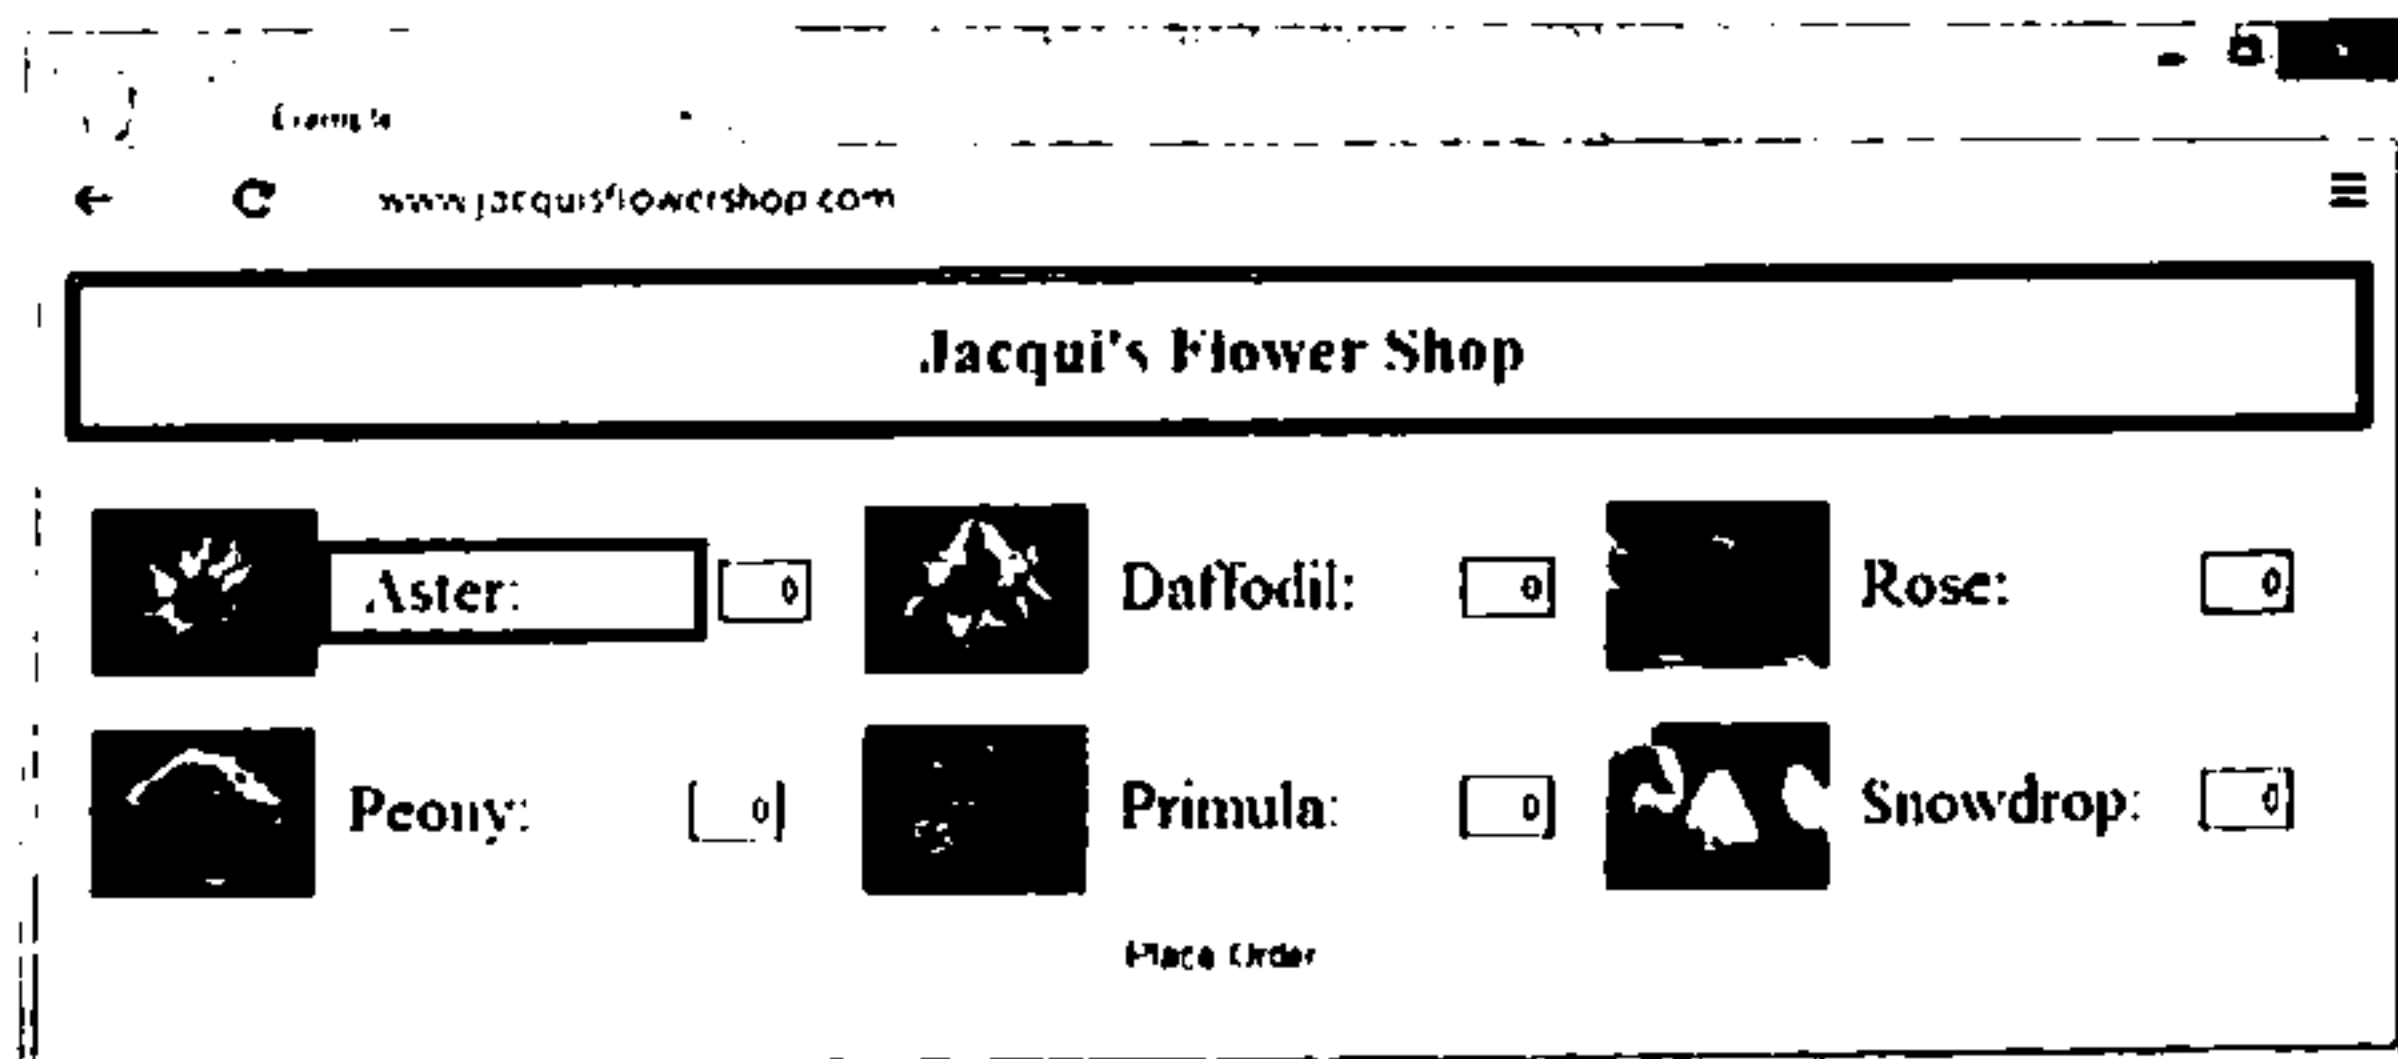 Example
www.jacquisflowershop.com
Jacqui's Flower Shop
Aster: 0 Daffodil: 0 Rose: 0
Peony: 0 Primula: 0 Snowdrop: 0
Place Order